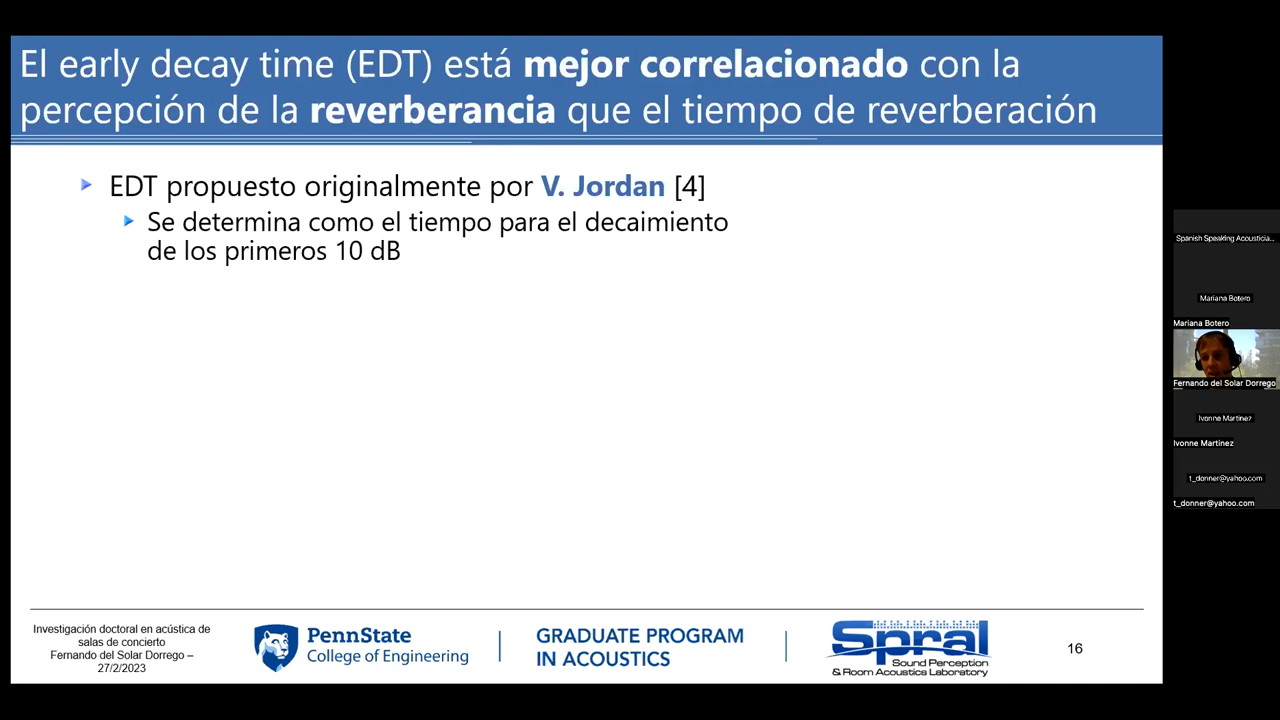 El early decay time (EDT) está mejor correlacionado con la
percepción de la reverberancia que el tiempo de reverberación
EDT propuesto originalmente por V. Jordan [4]
Se determina como el tiempo para el decaimiento
de los primeros 10 dB
Investigación doctoral en acústica de
salas de concierto
Fernando del Solar Dorrego –
27/2/2023
PennState
College of Engineering
GRADUATE PROGRAM
IN ACOUSTICS
Spral
Sound Perception
& Room Acoustics Laboratory
16
Spanish Speaking Acousticia...
Mariana Botero
Mariana Botero
Fernando del Solar Dorrego
Ivonne Martinez
Ivonne Martinez
t_donner@yahoo.com
t_donner@yahoo.com